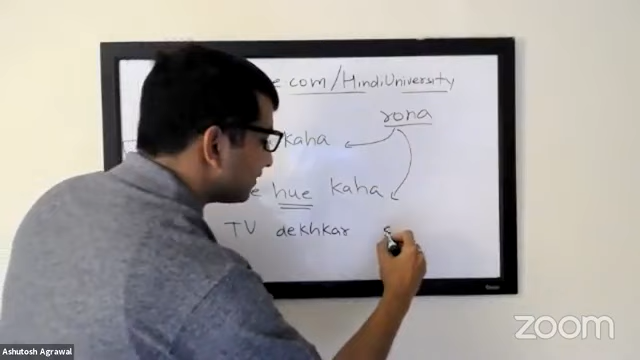 com/HindiUniversity
rona
kaha
hue kaha
TV dekhkar
Ashutosh Agrawal
zoom